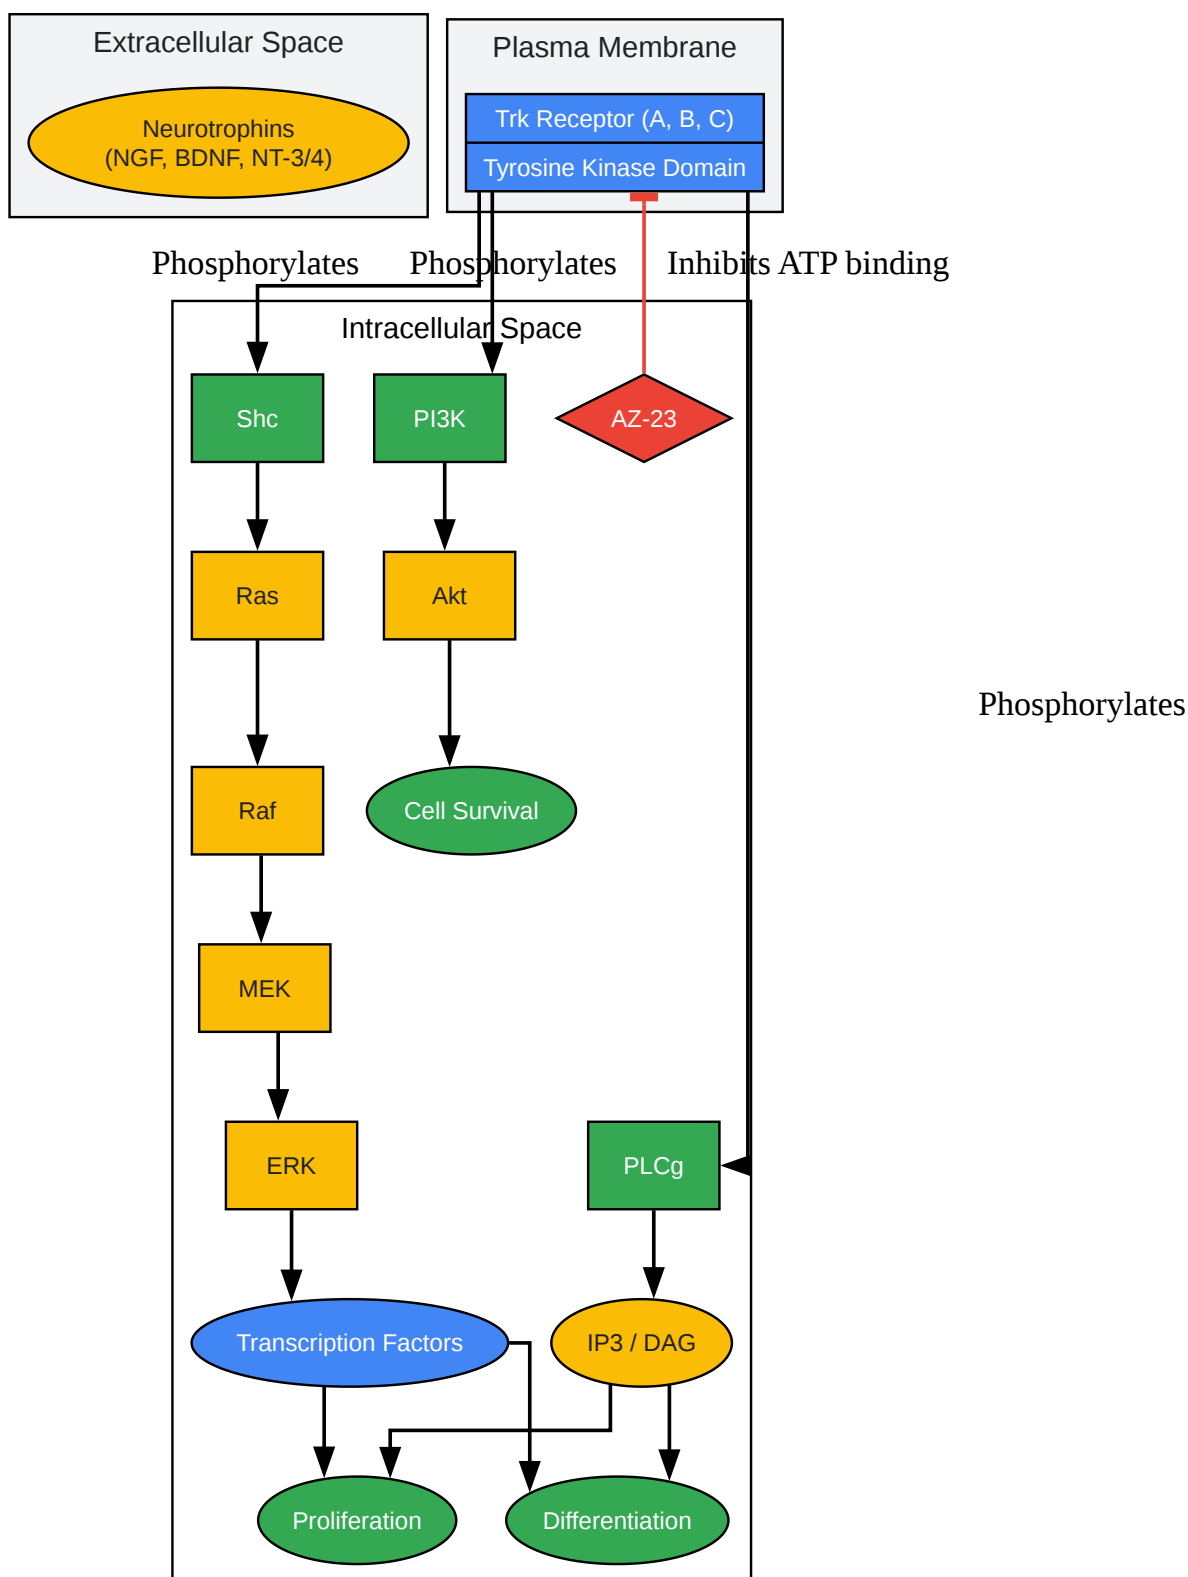 Extracellular Space
Plasma Membrane
Neurotrophins
(NGF, BDNF, NT-3/4)
Trk Receptor (A, B, C)
Tyrosine Kinase Domain
Phosphorylates
Phosphorylates
Inhibits ATP binding
Intracellular Space
Shc
PI3K
AZ-23
Ras
Akt
Phosphorylates
Raf
Cell Survival
MEK
ERK
PLCg
Transcription Factors
IP3 / DAG
Proliferation
Differentiation